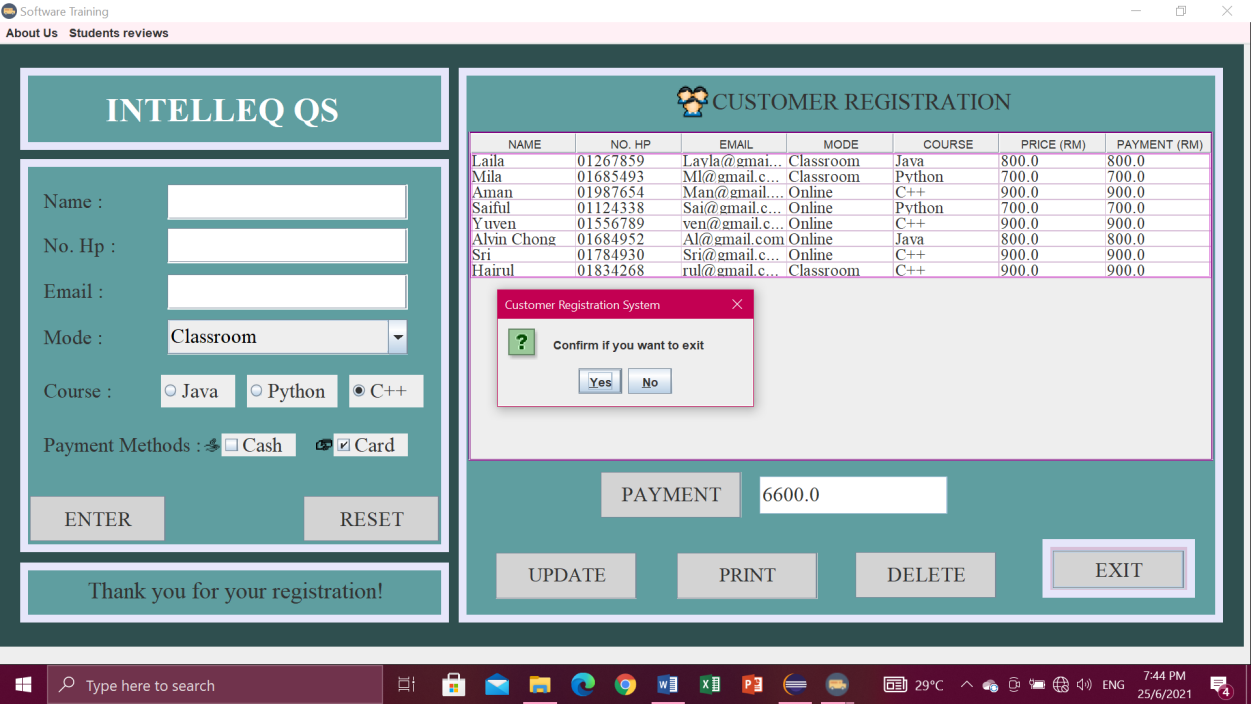 Software Training
About Us Students reviews
INTELLEQ QS
Name :
No. Hp :
Email :
Mode : Classroom
Course : Java Python C++
Payment Methods : Cash Card
ENTER RESET
Thank you for your registration!
CUSTOMER REGISTRATION
NAME NO. HP EMAIL MODE COURSE PRICE (RM) PAYMENT (RM)
Laila 01267859 Layla@gmai... Classroom Java 800.0 800.0
Mila 01685493 Ml@gmail.c... Classroom Python 700.0 700.0
Aman 01987654 Man@gmail.... Online C++ 900.0 900.0
Saiful 01124338 Sai@gmail.c... Online Python 700.0 700.0
Yuven 01556789 ven@gmail.c... Online C++ 900.0 900.0
Alvin Chong 01684952 Al@gmail.com Online Java 800.0 800.0
Sri 01784930 Sri@gmail.c... Online C++ 900.0 900.0
Hairul 01834268 rul@gmail.c... Classroom C++ 900.0 900.0
Customer Registration System
?
Confirm if you want to exit
Yes No
PAYMENT 6600.0
UPDATE PRINT DELETE EXIT
Type here to search
29°C
ENG
7:44 PM
25/6/2021
4